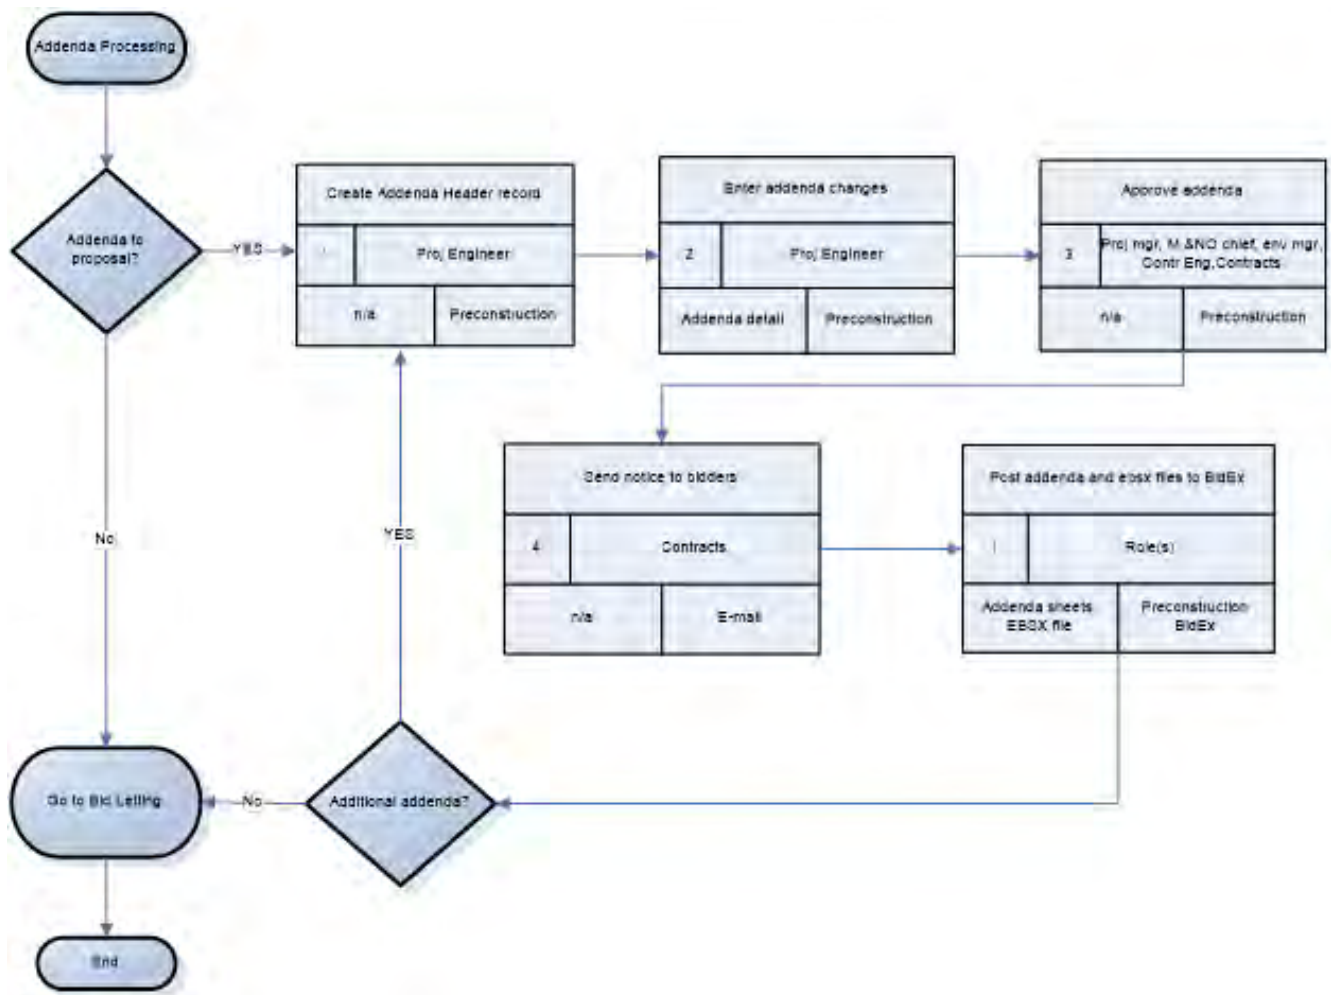 Addenda Processing
Addenda to
proposal?
YES
Create Addenda Header record
1
Proj Engineer
n/a
Preconstruction
Enter addenda changes
2
Proj Engineer
Addenda detail
Preconstruction
Approve addenda
3
Proj mgr, M &NO chief, env mgr,
Contr Eng,Contracts
n/a
Preconstruction
Send notice to bidders
4
Contracts
n/a
E-mail
Post addenda and ebsx files to BidEx
1
Role(s)
Addenda sheets
EBSX file
Preconstruction
BidEx
No
YES
Additional addenda?
No
Go to Bid Letting
End